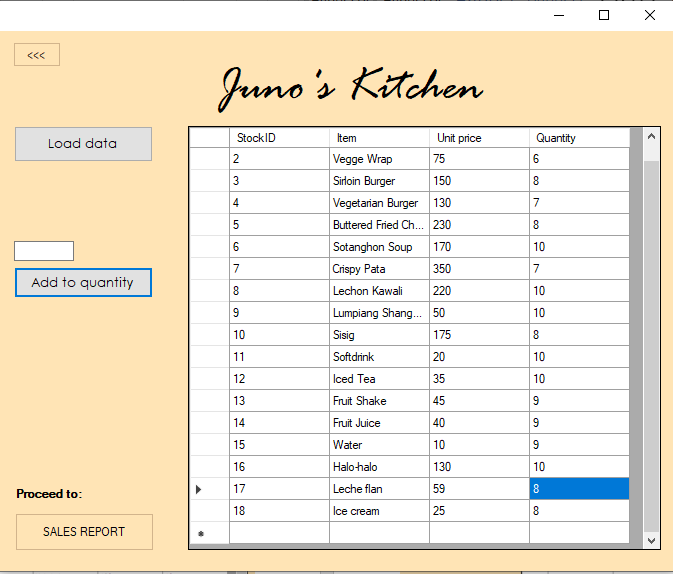 <<<
Juno's Kitchen
Load data
StockID Item Unit price Quantity
2 Vegge Wrap 75 6
3 Sirloin Burger 150 8
4 Vegetarian Burger 130 7
5 Buttered Fried Ch... 230 8
6 Sotanghon Soup 170 10
7 Crispy Pata 350 7
8 Lechon Kawali 220 10
9 Lumpiang Shang... 50 10
10 Sisig 175 8
11 Softdrink 20 10
12 Iced Tea 35 10
13 Fruit Shake 45 9
14 Fruit Juice 40 9
15 Water 10 9
16 Halo-halo 130 10
17 Leche flan 59 8
18 Ice cream 25 8
Add to quantity
Proceed to:
SALES REPORT